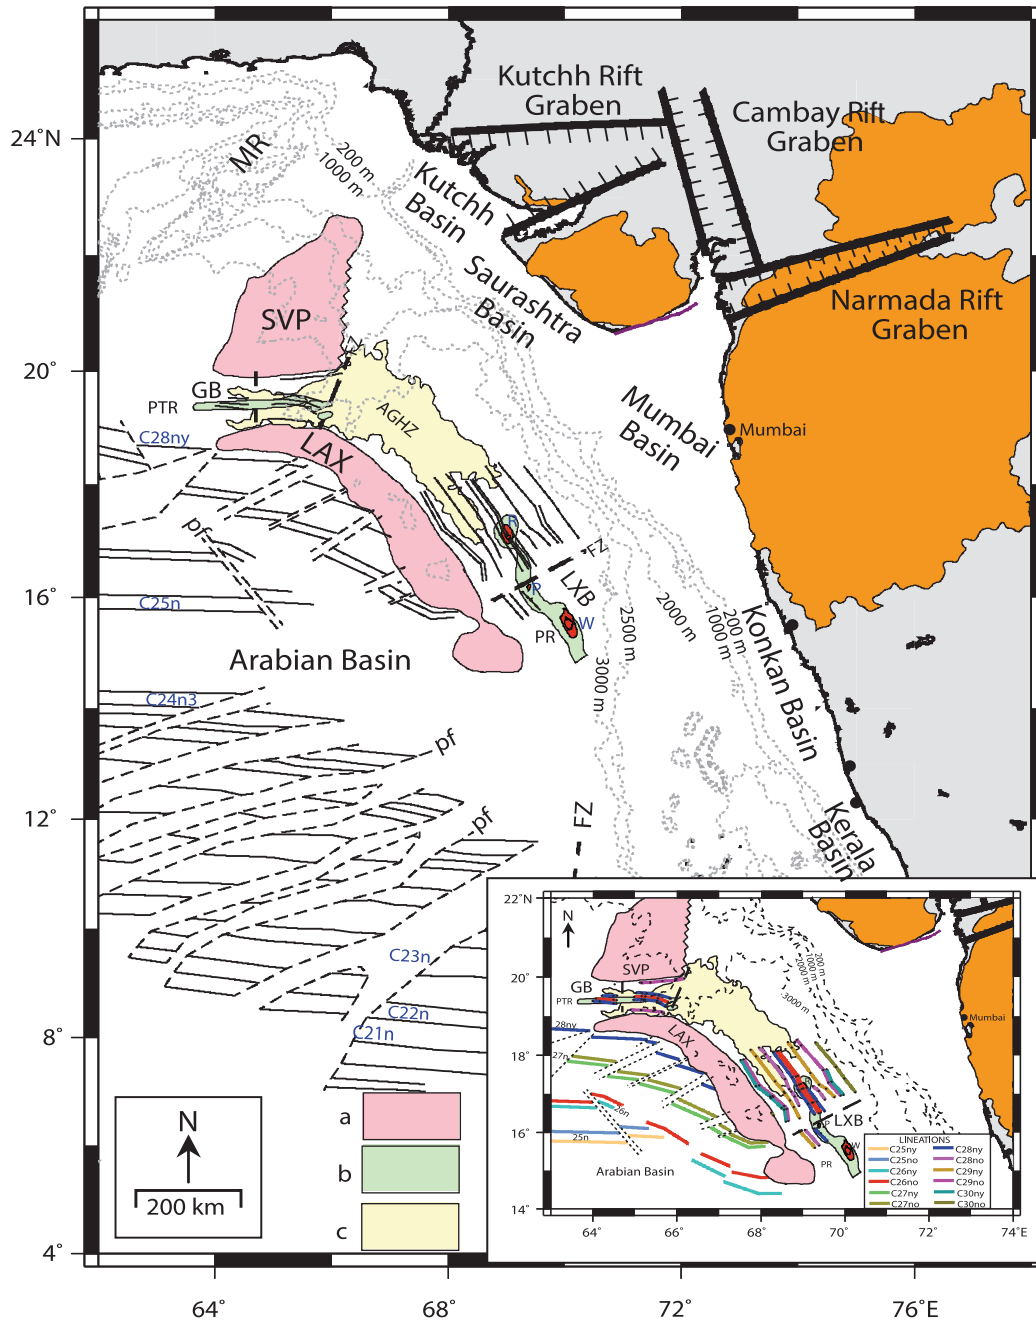 Kutchh Rift
Graben
Cambay Rift
Graben
24°N
MR
200 m
1000 m
Kutchh
Basin
Saurashtra
Basin
Narmada Rift
Graben
SVP
20°
FZ
GB
PTR
AGHZ
Mumbai
Basin
Mumbai
C28ny
LAX
pf
R
FZ
16°
C25n
P
LXB
W
PR
2500 m
3000 m
2000 m
200 m
1000 m
Konkan Basin
Arabian Basin
C24n3
pf
12°
pf
FZ
Kerala
Basin
C23n
C22n
8°
C21n
N
200 km
a
b
c
4°
64°
68°
72°
76°E
22°N
N
20°
SVP
GB
PTR
200 m
1000 m
2000 m
3000 m
Mumbai
28ny
LAX
18°
27n
26n
16°
25n
R
P
LXB
W
PR
Arabian Basin
LINEATIONS
C25ny
C28ny
C25no
C28no
C26ny
C29ny
C26no
C29no
C27ny
C30ny
C27no
C30no
14°
64°
66°
68°
70°
72°
74°E